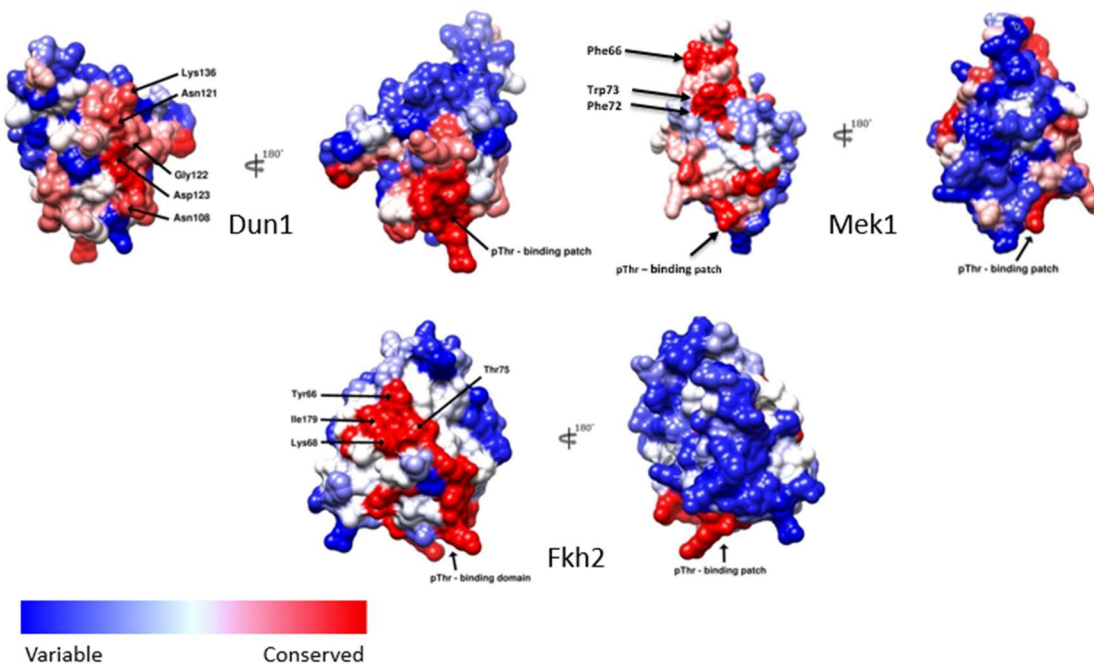 Lys136
Asn121
Gly122
Asp123
Asn108
180°
Dun1
pThr - binding patch
Phe66
Trp73
Phe72
180°
Mek1
pThr – binding patch
pThr - binding patch
Thr75
Tyr66
Ile179
Lys68
180°
Fkh2
pThr - binding domain
pThr - binding patch
Variable
Conserved